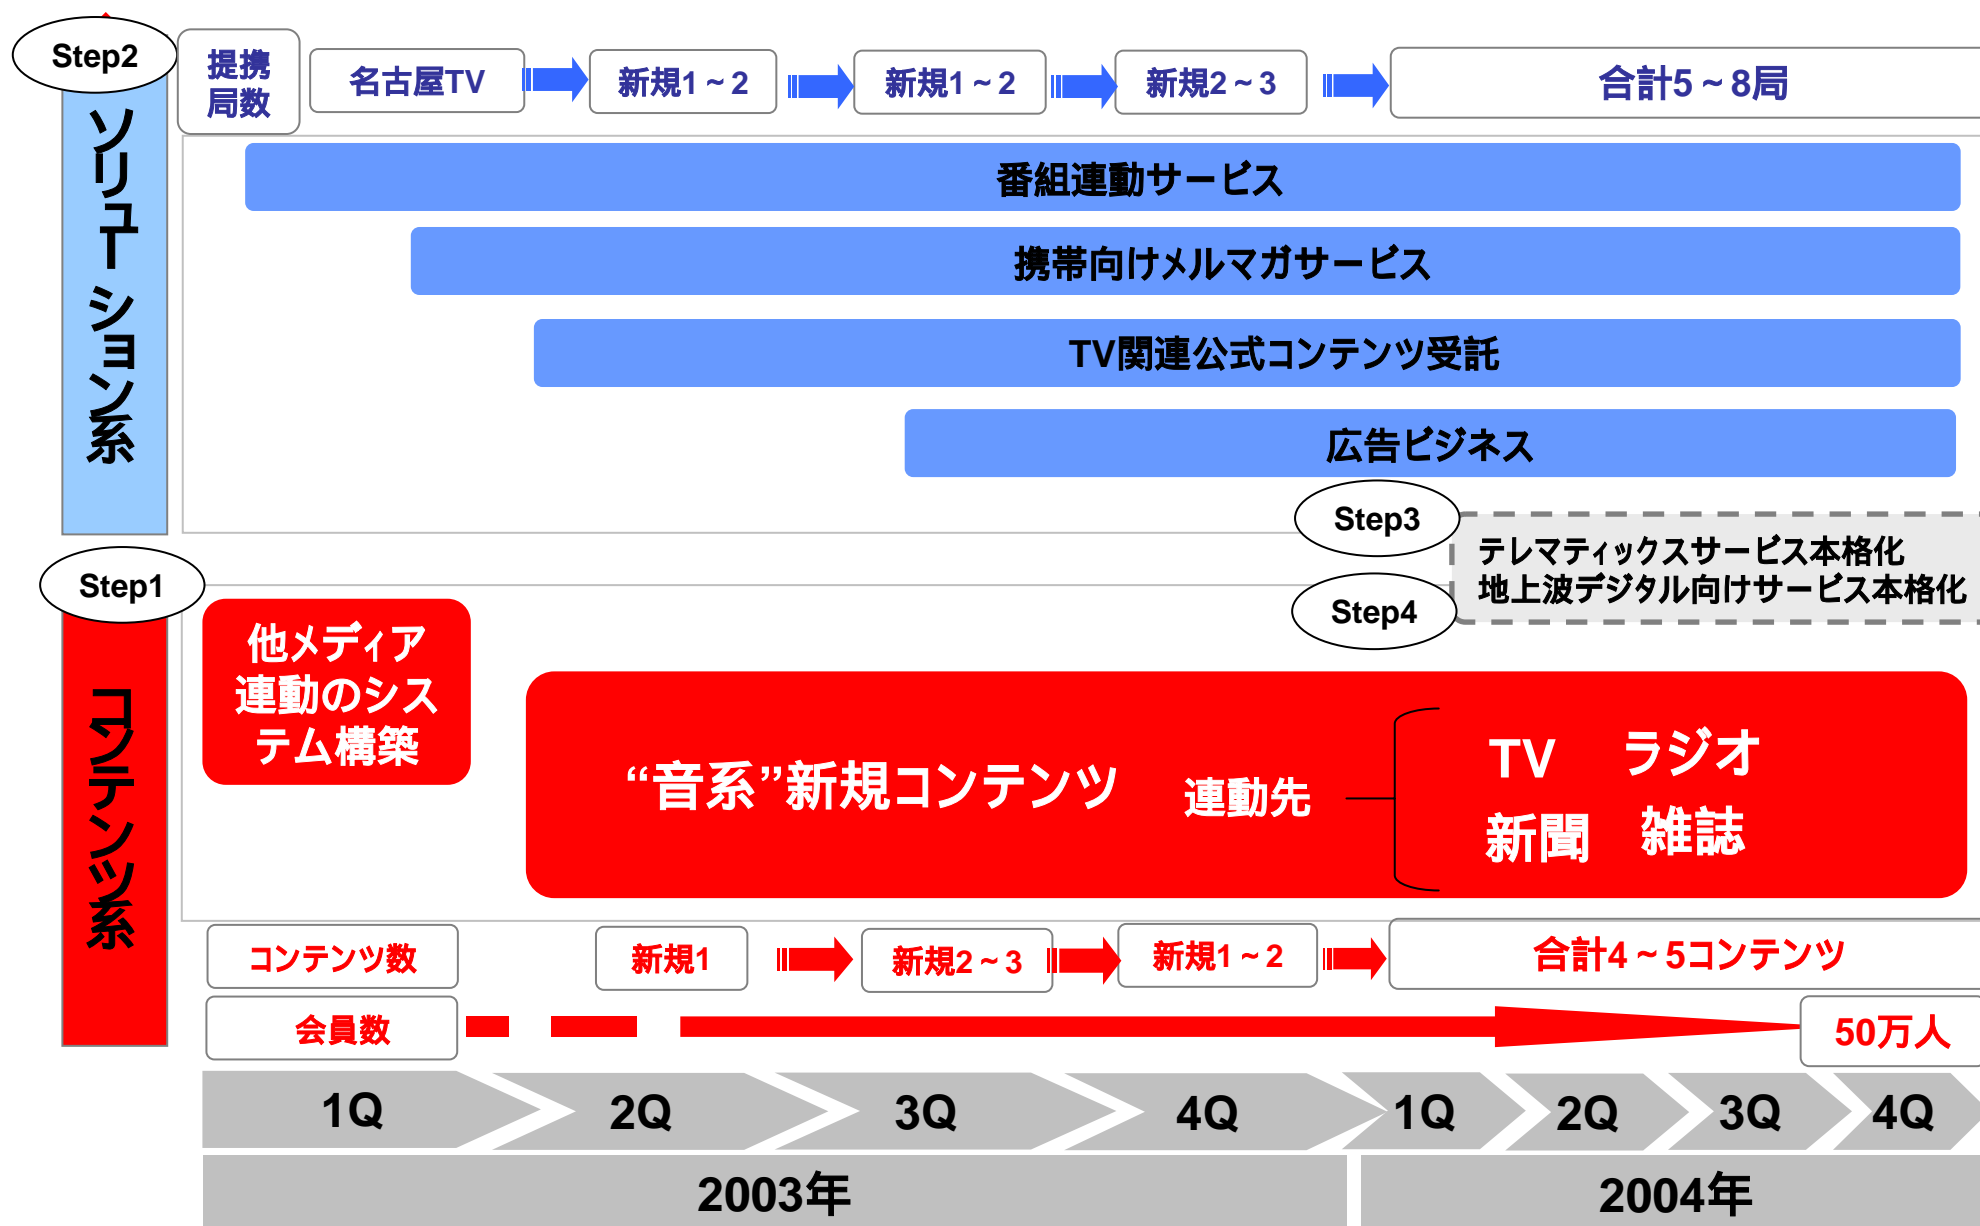 Step2
提携
局数
名古屋TV
新規1～2
新規1～2
新規2～3
合計5～8局
ソリューション系
番組連動サービス
携帯向けメルマガサービス
TV関連公式コンテンツ受託
広告ビジネス
Step3
テレマティックスサービス本格化
地上波デジタル向けサービス本格化
Step4
Step1
コンテンツ系
他メディア
連動のシス
テム構築
“音系”新規コンテンツ
連動先
TV ラジオ
新聞 雑誌
コンテンツ数
新規1
新規2～3
新規1～2
合計4～5コンテンツ
会員数
50万人
1Q
2Q
3Q
4Q
1Q
2Q
3Q
4Q
2003年
2004年